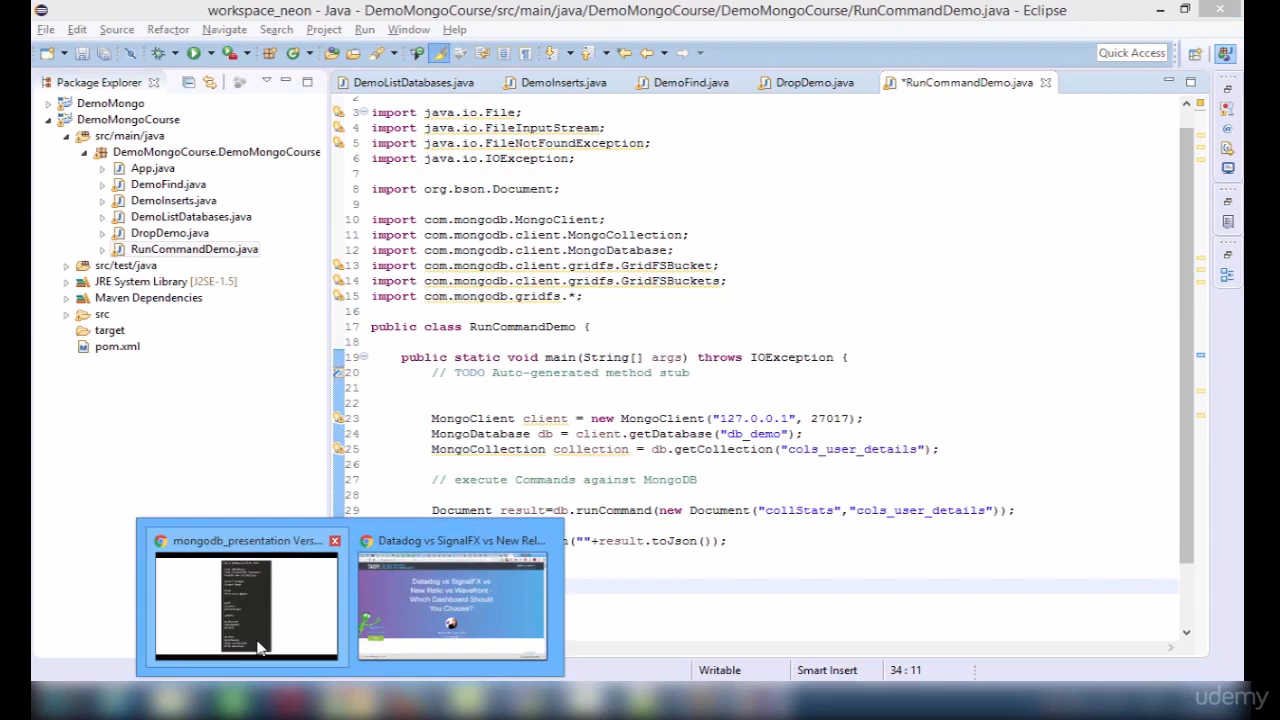 workspace_neon - Java - DemoMongoCourse/src/main/java/DemoMongoCourse/DemoMongoCourse/RunCommandDemo.java - Eclipse
File Edit Source Refactor Navigate Search Project Run Window Help
Quick Access
Package Explorer
DemoListDatabases.java DemoInserts.java DemoFind.java DropDemo.java *RunCommandDemo.java
DemoMongo
DemoMongoCourse
src/main/java
DemoMongoCourse.DemoMongoCourse
App.java
DemoFind.java
DemoInserts.java
DemoListDatabases.java
DropDemo.java
RunCommandDemo.java
src/test/java
JRE System Library [J2SE-1.5]
Maven Dependencies
src
target
pom.xml
2
3 import java.io.File;
4 import java.io.FileInputStream;
5 import java.io.FileNotFoundException;
6 import java.io.IOException;
7
8 import org.bson.Document;
9
10 import com.mongodb.MongoClient;
11 import com.mongodb.client.MongoCollection;
12 import com.mongodb.client.MongoDatabase;
13 import com.mongodb.client.gridfs.GridFSBucket;
14 import com.mongodb.client.gridfs.GridFSBuckets;
15 import com.mongodb.gridfs.*;
16
17 public class RunCommandDemo {
18
19 public static void main(String[] args) throws IOException {
20 // TODO Auto-generated method stub
21
23 MongoClient client = new MongoClient("127.0.0.1", 27017);
24 MongoDatabase db = client.getDatabase("db_demo");
25 MongoCollection collection = db.getCollection("cols_user_details");
26
27 // execute Commands against MongoDB
28
29 Document result=db.runCommand(new Document("collStats","cols_user_details"));
(""+result.toJson());
mongodb_presentation Vers...
Datadog vs SignalFX vs New Rel...
Datadog vs SignalFX vs
New Relic vs Wavefront -
Which Dashboard Should
You Choose?
Writable Smart Insert 34 : 11
udemy